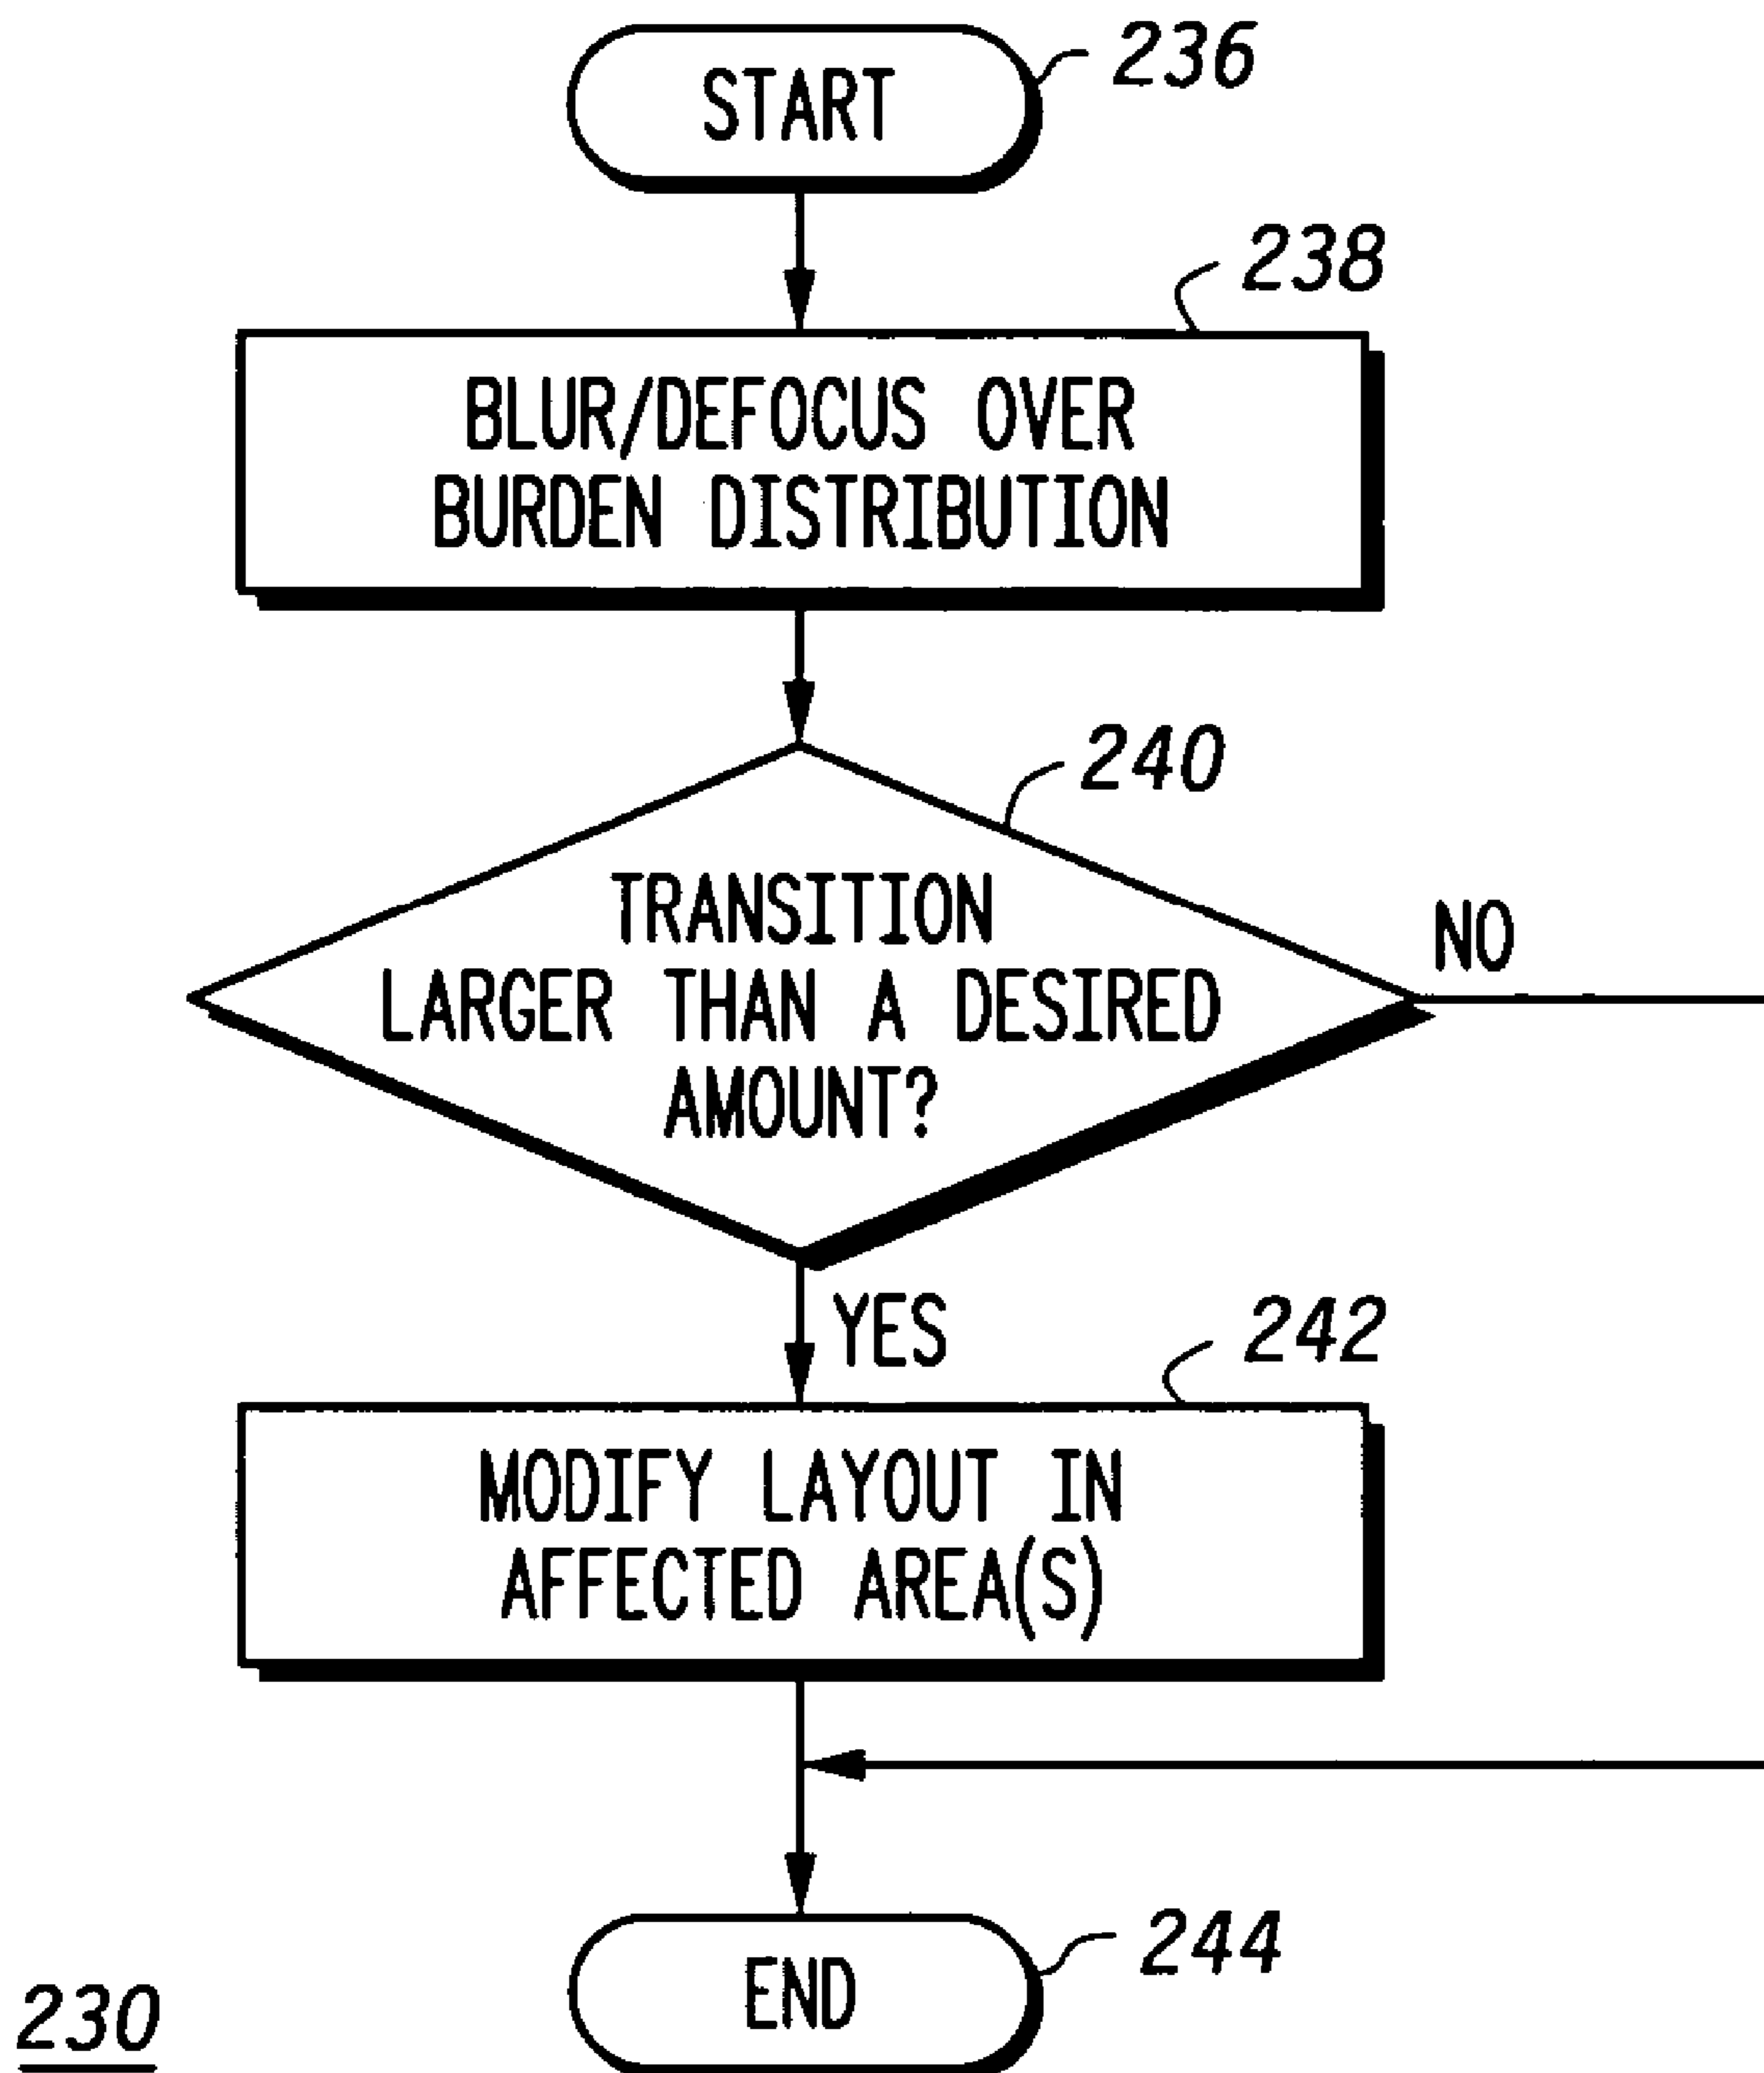 START
236
238
BLUR/DEFOCUS OVER
BURDEN DISTRIBUTION
240
TRANSITION
LARGER THAN A DESIRED
AMOUNT?
NO
YES
242
MODIFY LAYOUT IN
AFFECTED AREA(S)
END
244
230